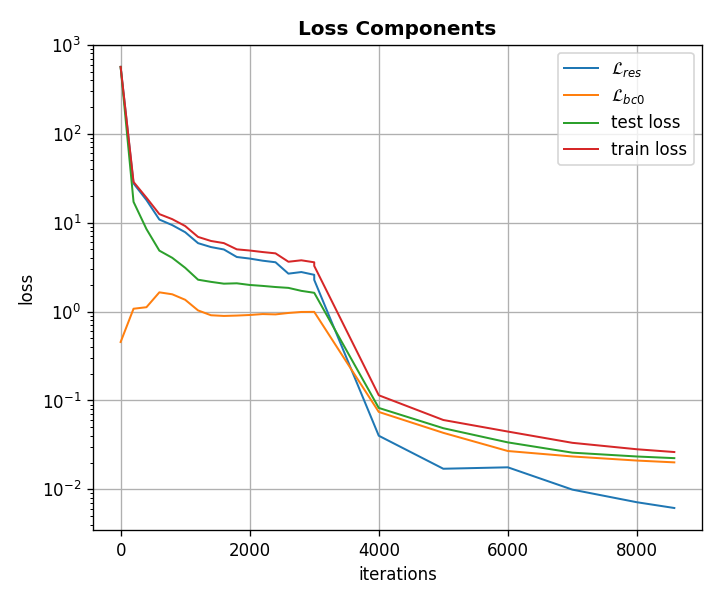 Loss Components
loss
10³
10²
10¹
10⁰
10⁻¹
10⁻²
0 2000 4000 6000 8000
iterations
ℒ_res
ℒ_bc0
test loss
train loss